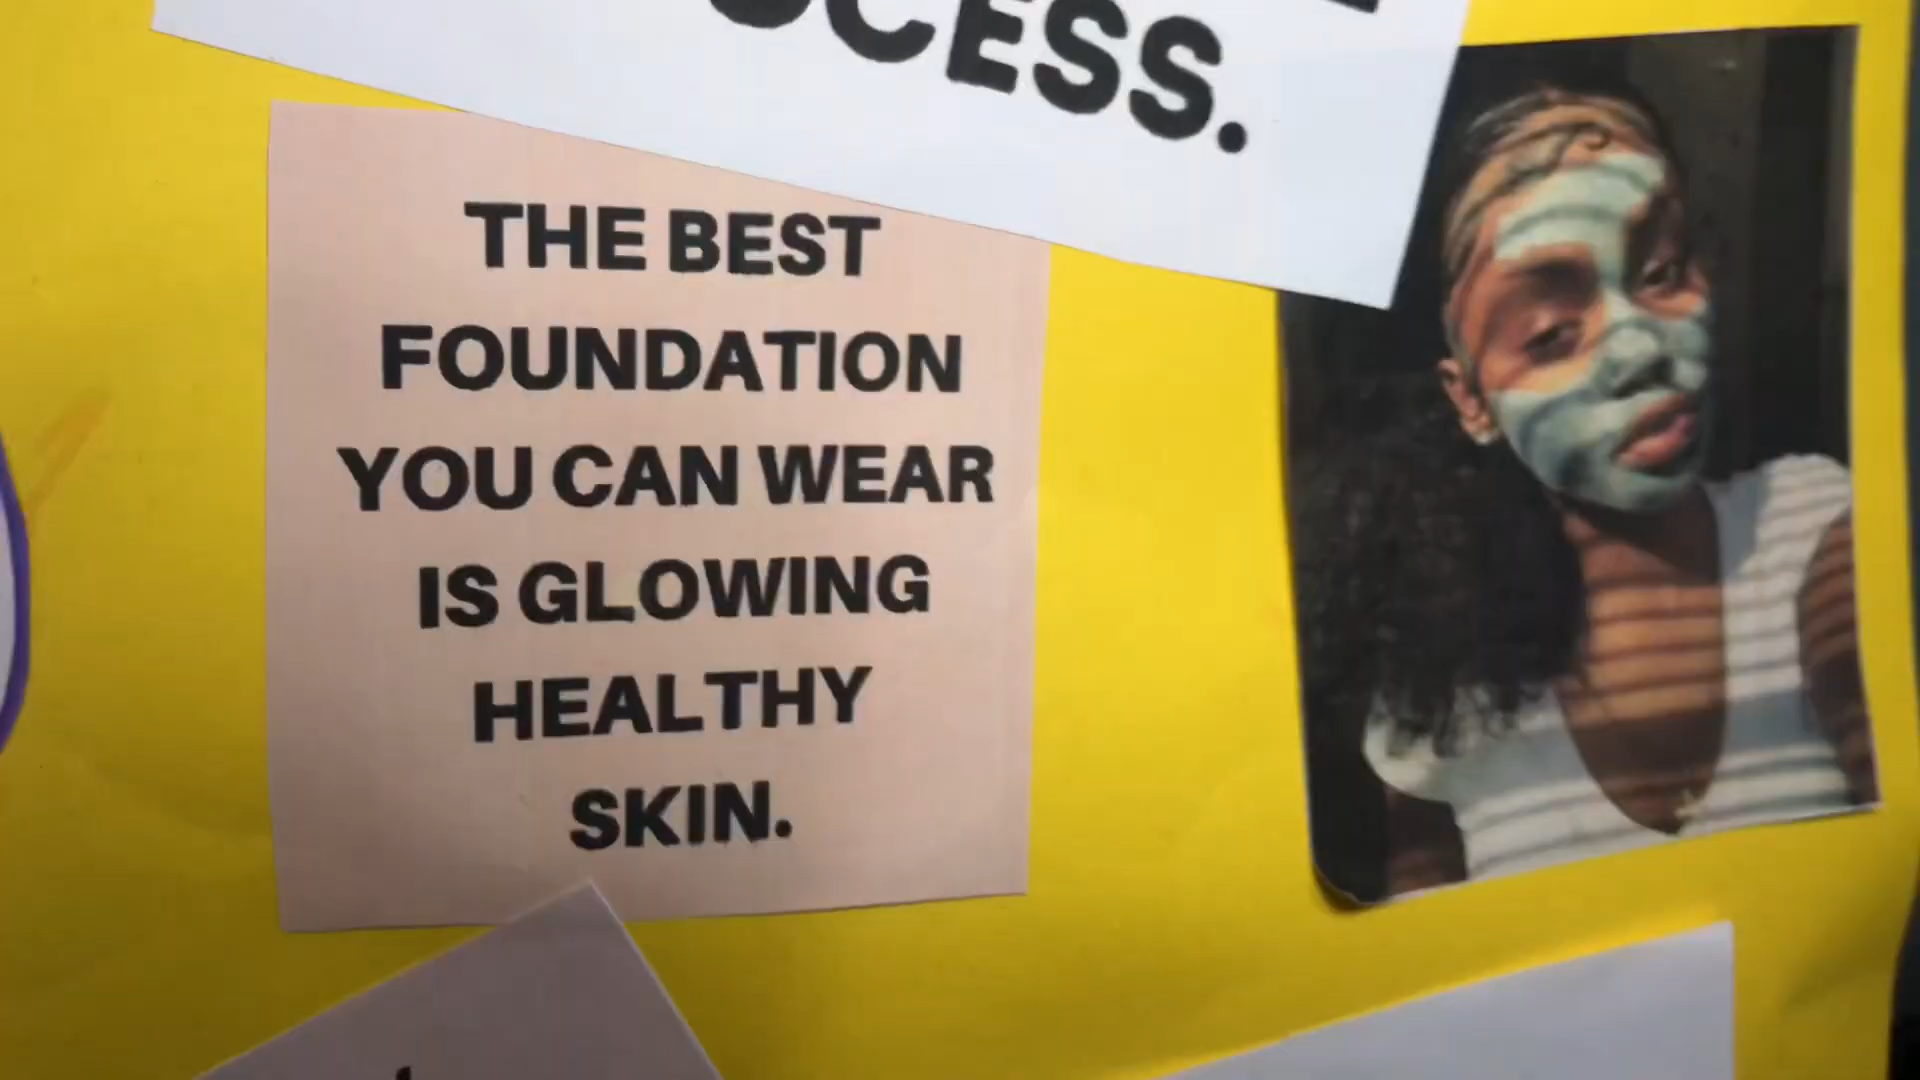 CESS.
THE BEST
FOUNDATION
YOU CAN WEAR
IS GLOWING
HEALTHY
SKIN.